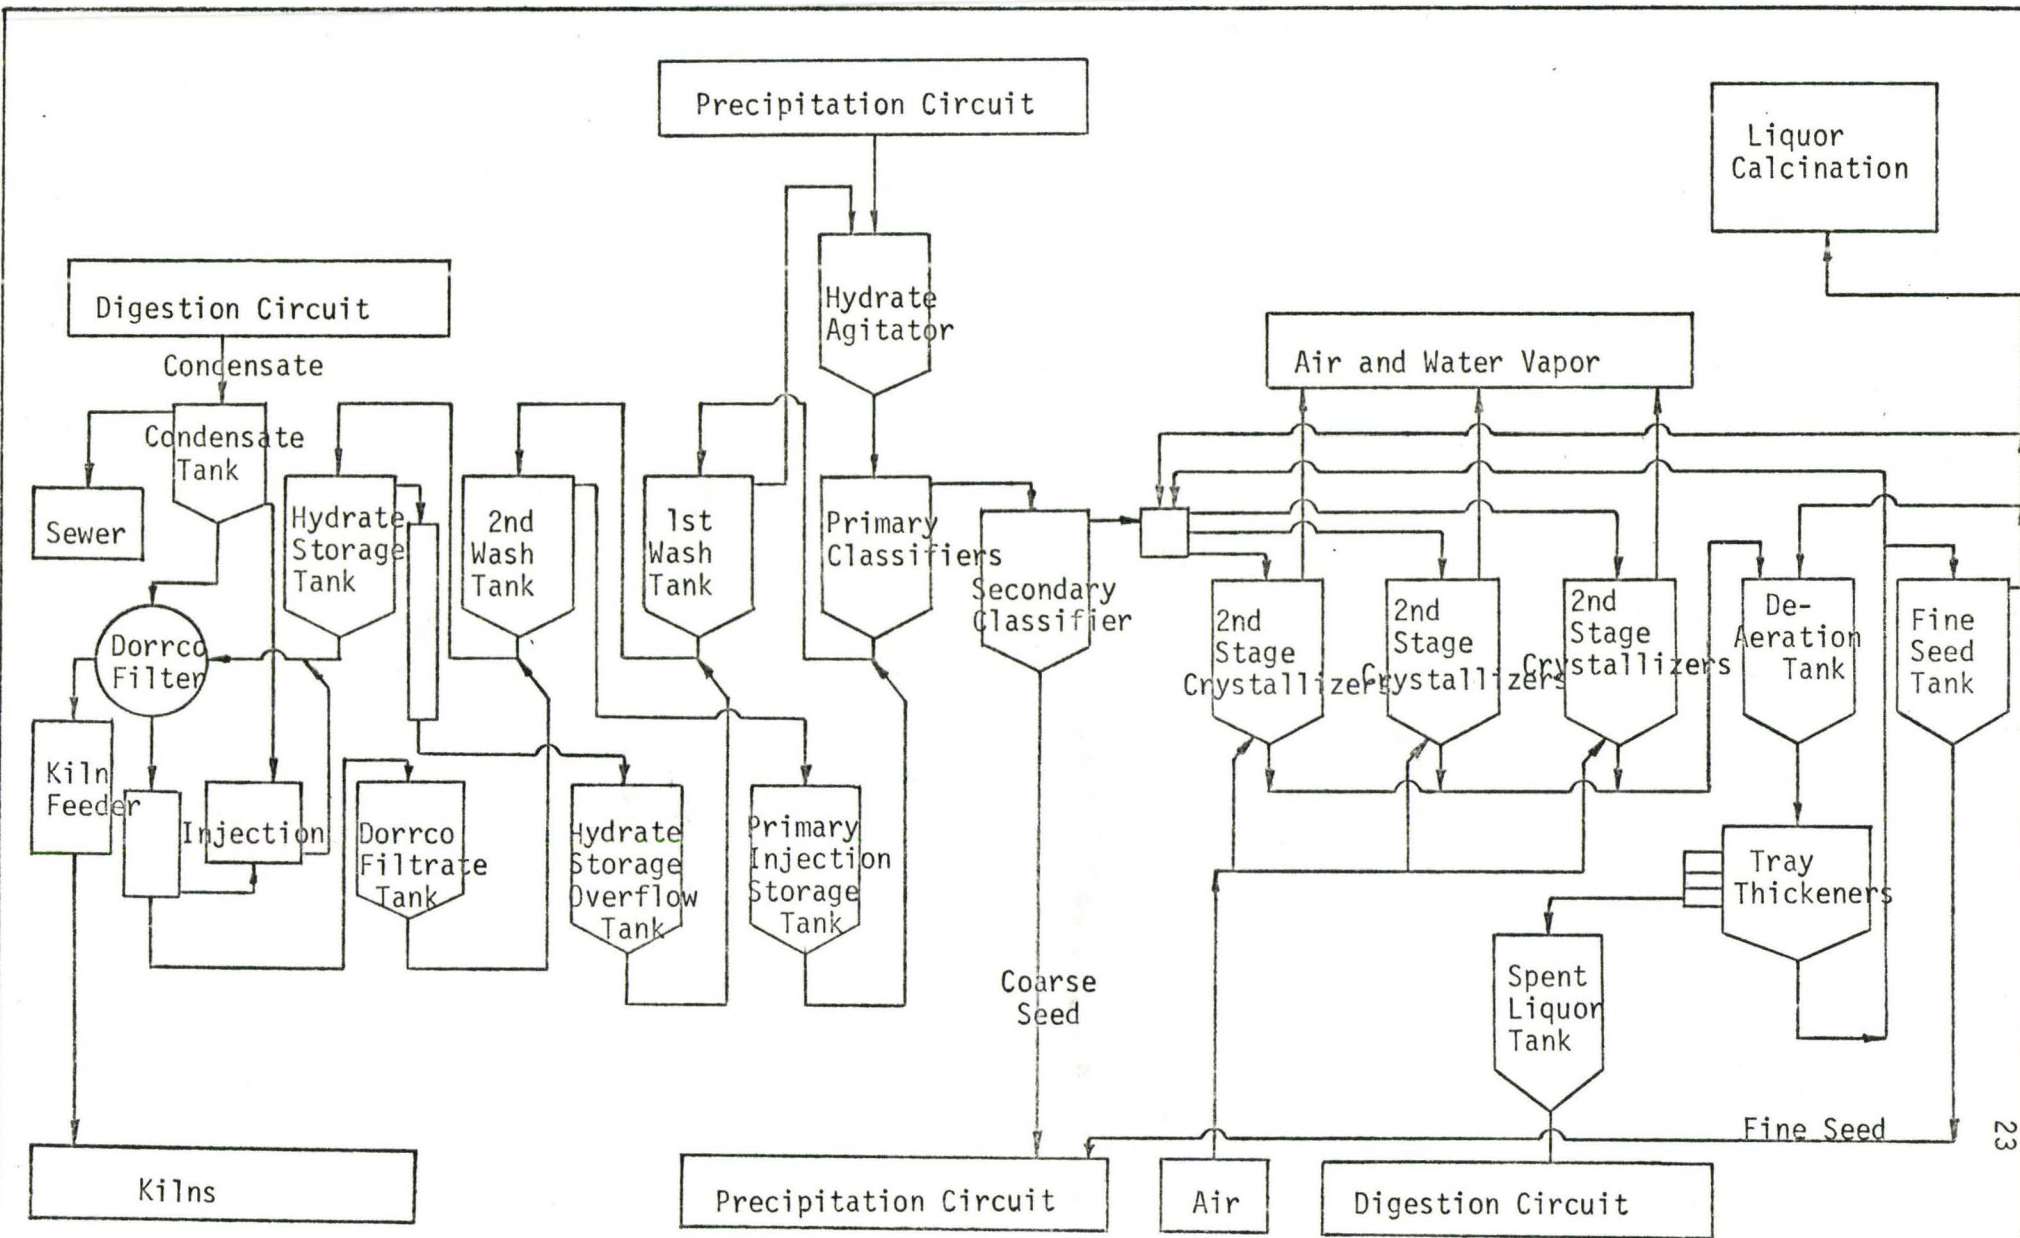 Precipitation Circuit
Liquor
Calcination
Digestion Circuit
Condensate
Hydrate
Agitator
Air and Water Vapor
Condensate
Tank
Sewer
Hydrate
Storage
Tank
2nd
Wash
Tank
1st
Wash
Tank
Primary
Classifiers
Secondary
Classifier
2nd
Stage
Crystallizers
2nd
Stage
Crystallizers
2nd
Stage
Crystallizers
De-
Aeration
Tank
Fine
Seed
Tank
Dorrco
Filter
Kiln
Feeder
Injection
Dorrco
Filtrate
Tank
Hydrate
Storage
Overflow
Tank
Primary
Injection
Storage
Tank
Tray
Thickeners
Coarse
Seed
Spent
Liquor
Tank
Fine Seed
23
Kilns
Precipitation Circuit
Air
Digestion Circuit